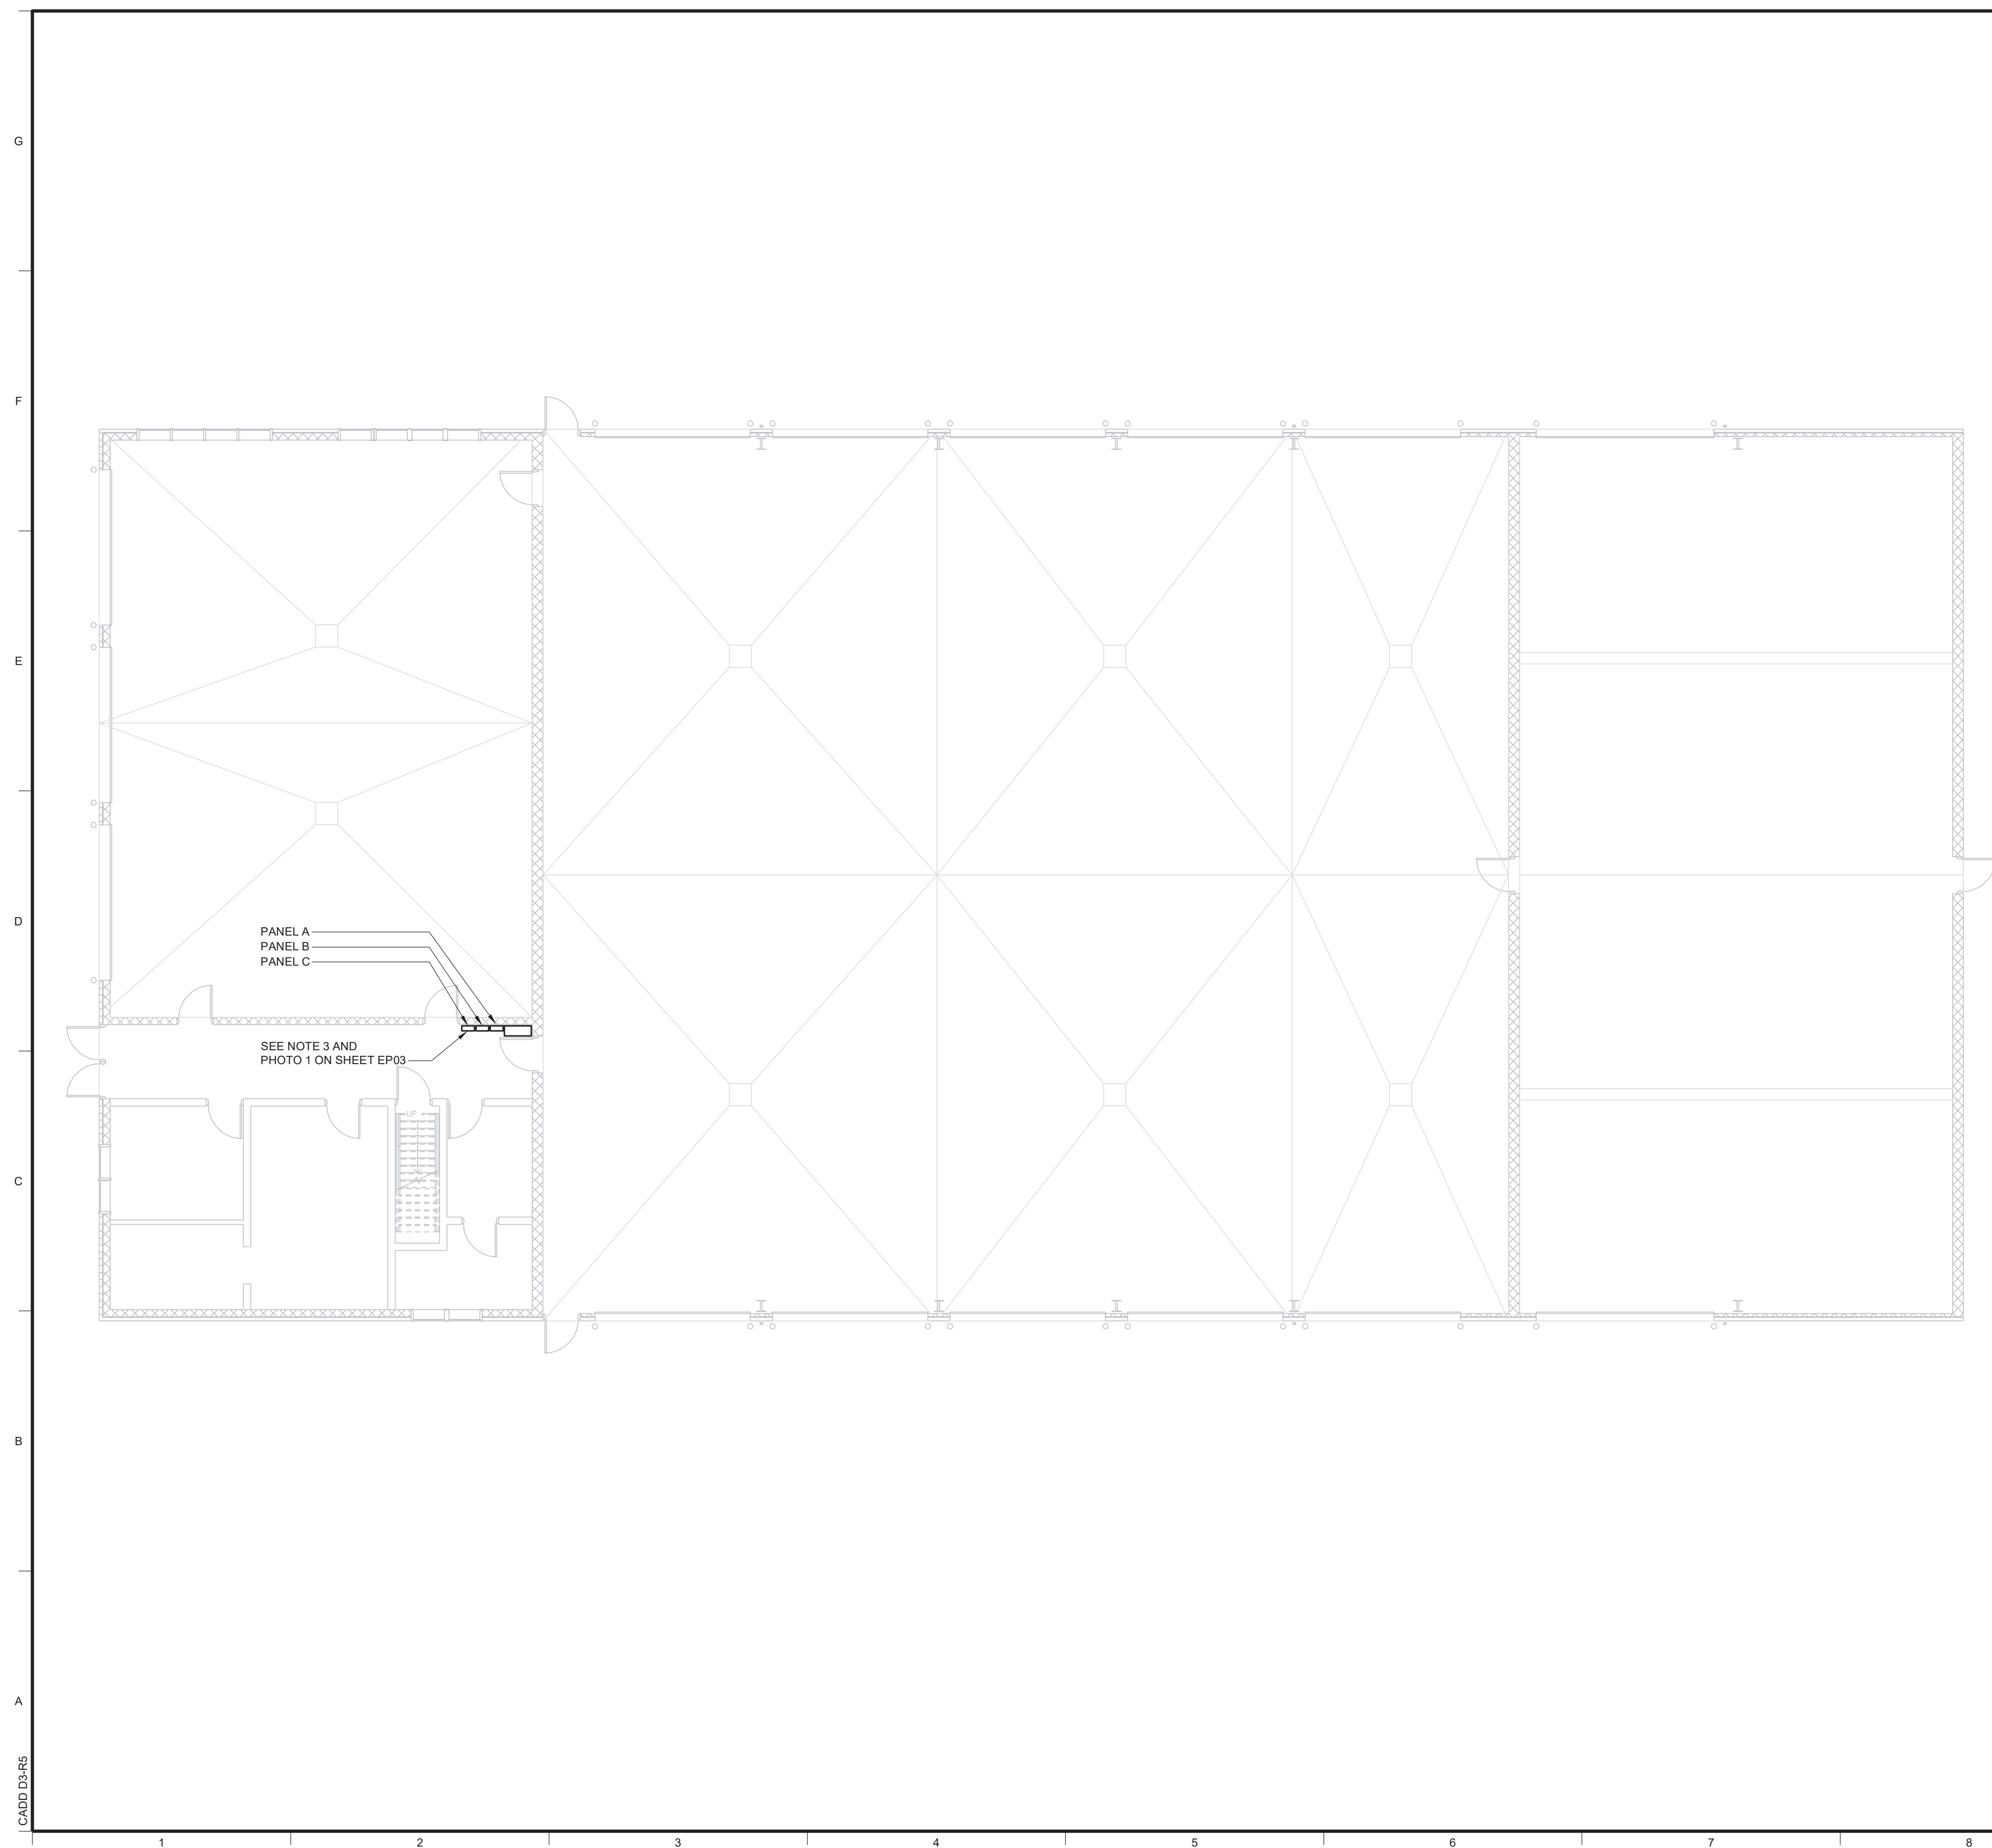 G
F
E
D
C
B
A
PANEL A
PANEL B
PANEL C
SEE NOTE 3 AND
PHOTO 1 ON SHEET EP03
UP
CADD D3-R5
1 2 3 4 5 6 7 8